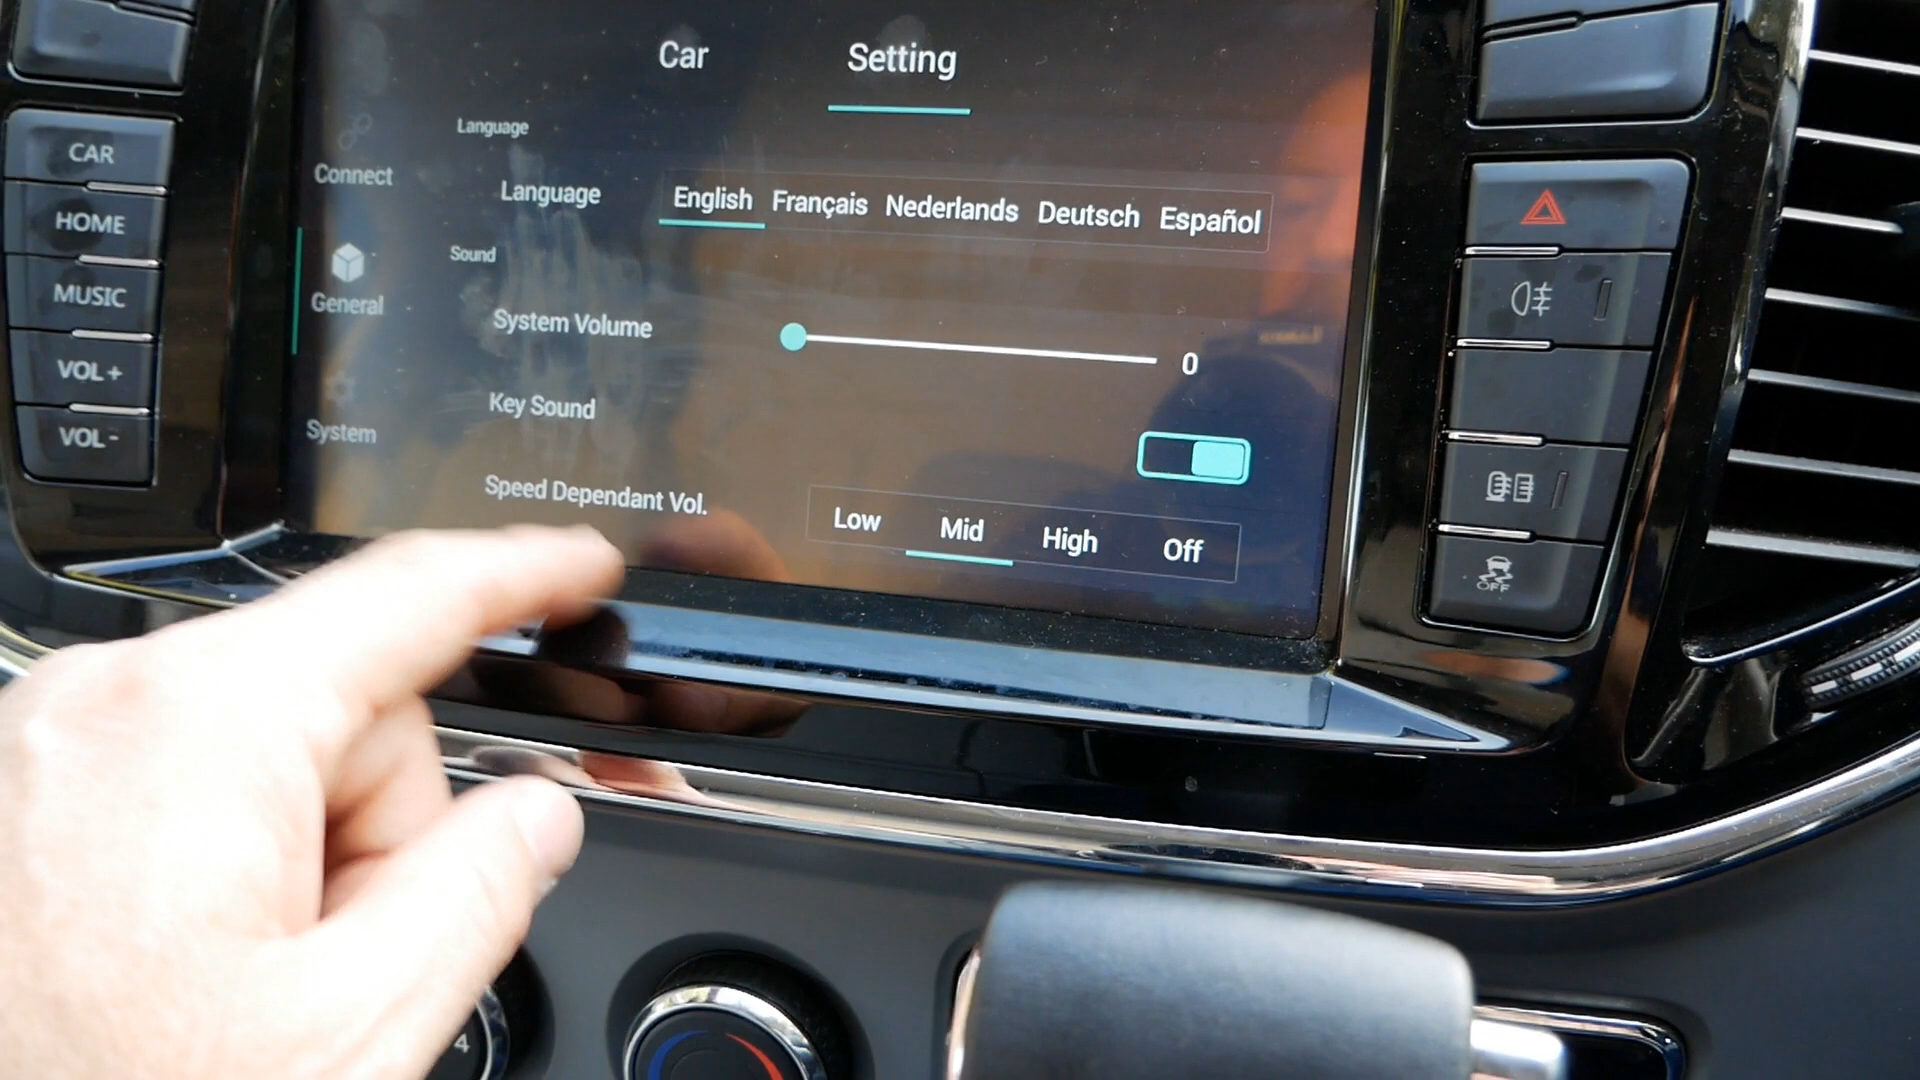 Car Setting
CAR
HOME
MUSIC
VOL +
VOL -
Connect
General
System
Language
Language English Français Nederlands Deutsch Español
Sound
System Volume 0
Key Sound
Speed Dependant Vol. Low Mid High Off
OFF
4